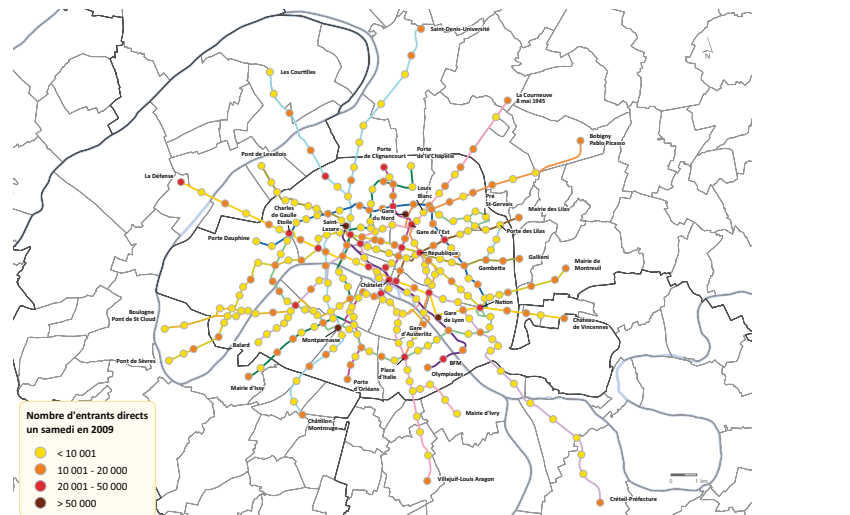 Saint-Denis-Université
Les Courtilles
La Courneuve
8 mai 1945
Bobigny
Pablo Picasso
Pont de Levallois
Porte
de Clignancourt
Porte
de la Chapelle
La Défense
Louis
Blanc
Pré
St-Gervais
Mairie des Lilas
Charles
de Gaulle
Etoile
Saint-
Lazare
Gare
du Nord
Gare de l'Est
Porte des Lilas
Porte Dauphine
République
Gallieni
Gambetta
Mairie de
Montreuil
Châtelet
Nation
Boulogne
Pont de St Cloud
Gare
de Lyon
Château
de Vincennes
Gare
d'Austerlitz
Balard
Montparnasse
Pont de Sèvres
BFM
Place
d'Italie
Olympiades
Mairie d'Issy
Porte
d'Orléans
Mairie d'Ivry
Châtillon
Montrouge
Villejuif-Louis Aragon
Créteil-Préfecture
N
0 1 km
Nombre d'entrants directs
un samedi en 2009
< 10 001
10 001 - 20 000
20 001 - 50 000
> 50 000